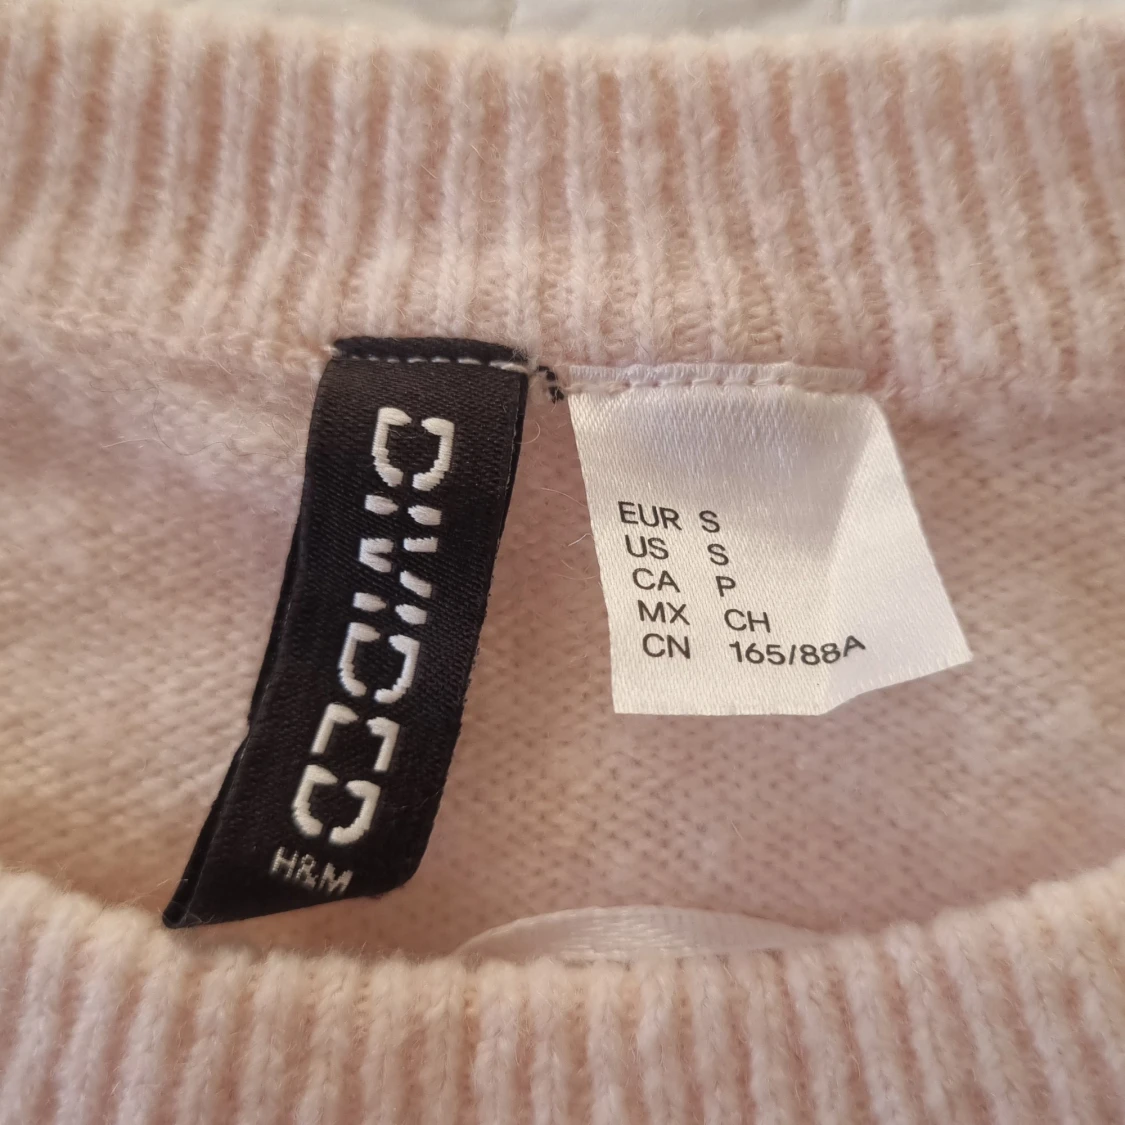 DIVIDED
H&M
EUR S
US S
CA P
MX CH
CN 165/88A